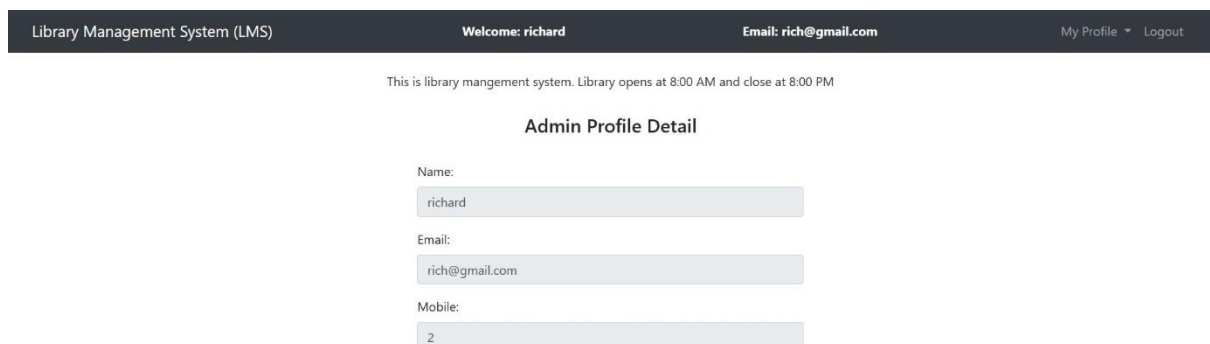 Library Management System (LMS) Welcome: richard Email: rich@gmail.com My Profile Logout
This is library mangement system. Library opens at 8:00 AM and close at 8:00 PM
Admin Profile Detail
Name:
richard
Email:
rich@gmail.com
Mobile:
2